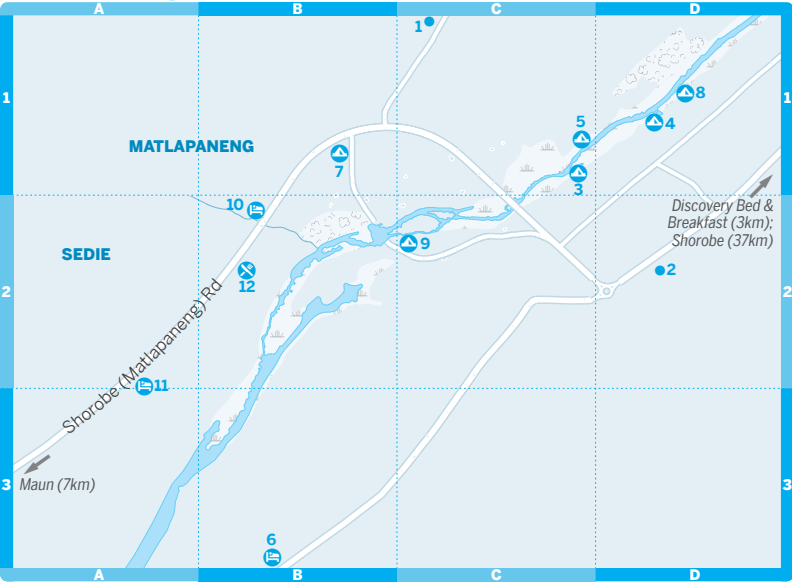 A
B
C
D
1
1
1
8
5
4
MATLAPANENG
7
3
10
Discovery Bed &
Breakfast (3km);
Shorobe (37km)
9
SEDIE
2
12
2
2
Shorobe (Matlapaneng) Rd
11
Maun (7km)
3
3
6
A
B
C
D